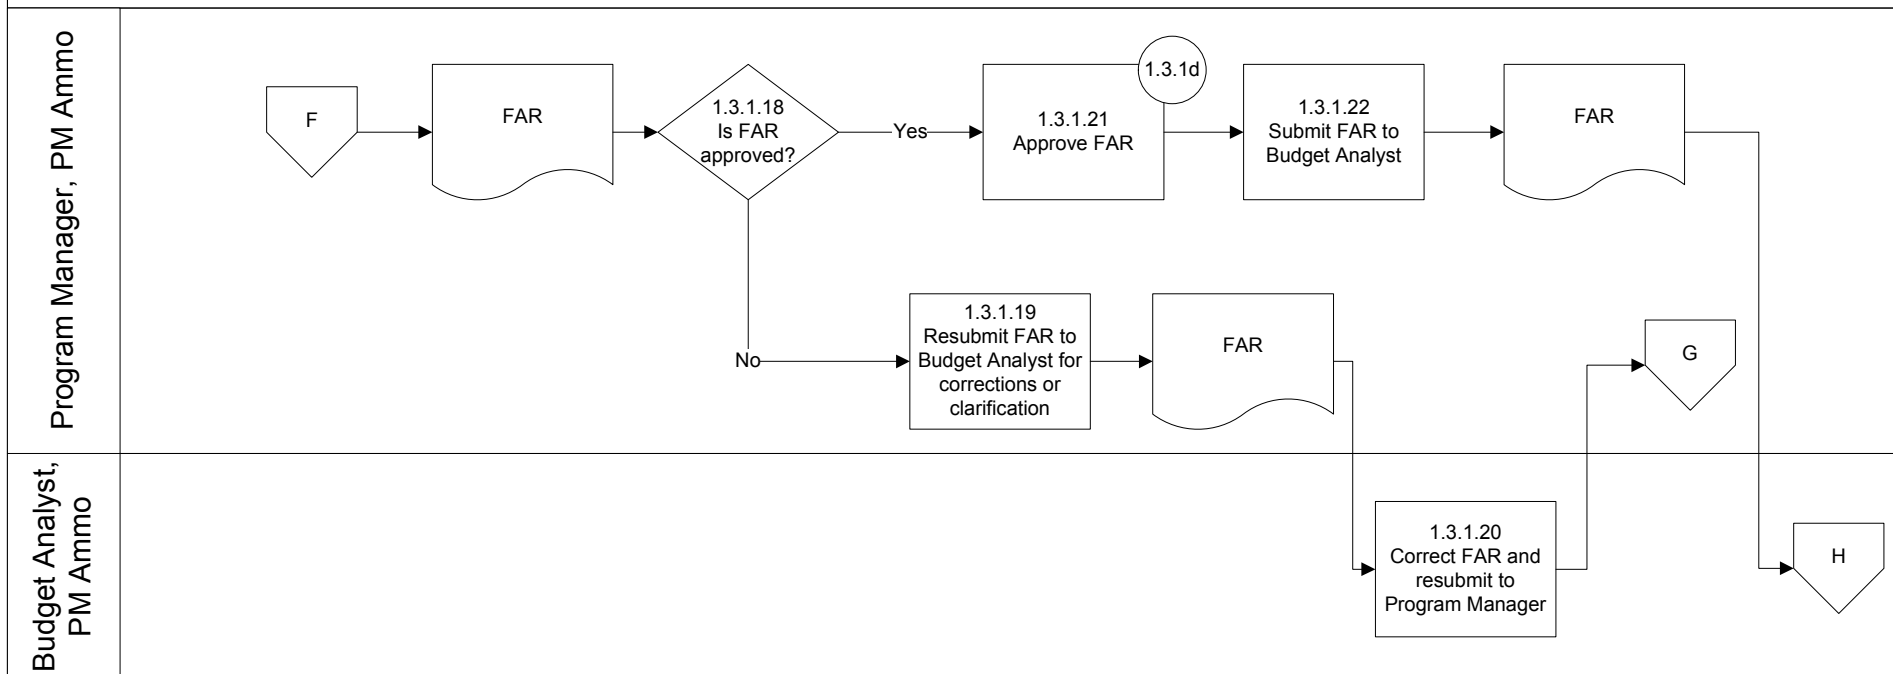 Program Manager, PM Ammo
F
FAR
1.3.1.18
Is FAR
approved?
Yes
1.3.1.21
Approve FAR
1.3.1d
1.3.1.22
Submit FAR to
Budget Analyst
FAR
No
1.3.1.19
Resubmit FAR to
Budget Analyst for
corrections or
clarification
FAR
G
Budget Analyst,
PM Ammo
1.3.1.20
Correct FAR and
resubmit to
Program Manager
H